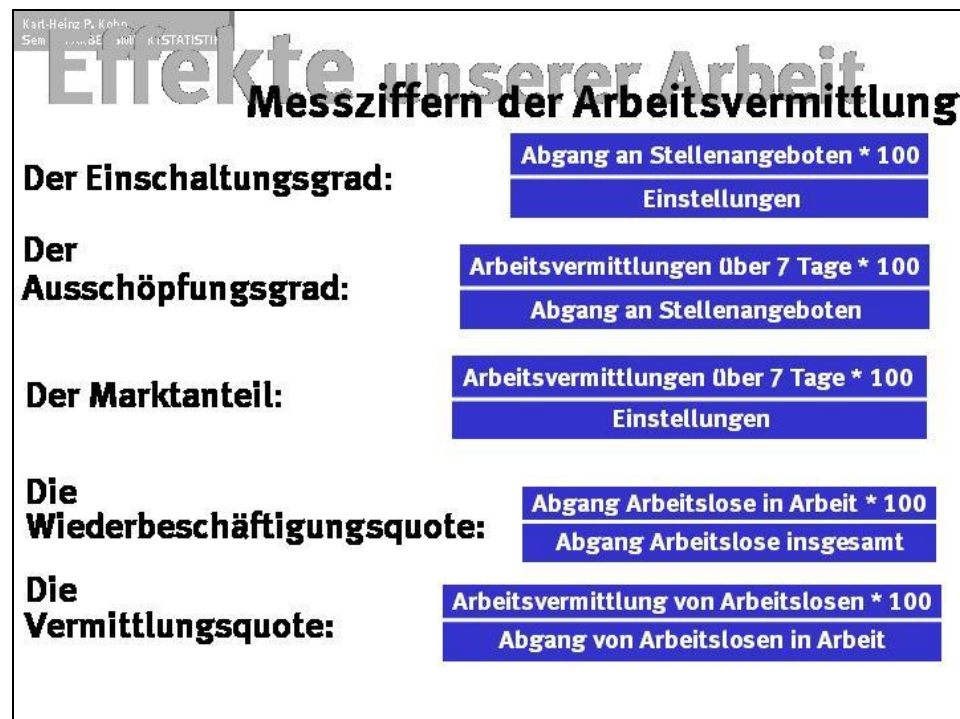 Karl-Heinz P. Kohn
Effekte unserer Arbeit
Messziffern der Arbeitsvermittlung
Der Einschaltungsgrad:
Abgang an Stellenangeboten * 100
Einstellungen
Der
Ausschöpfungsgrad:
Arbeitsvermittlungen über 7 Tage * 100
Abgang an Stellenangeboten
Der Marktanteil:
Arbeitsvermittlungen über 7 Tage * 100
Einstellungen
Die
Wiederbeschäftigungsquote:
Abgang Arbeitslose in Arbeit * 100
Abgang Arbeitslose insgesamt
Die
Vermittlungsquote:
Arbeitsvermittlung von Arbeitslosen * 100
Abgang von Arbeitslosen in Arbeit